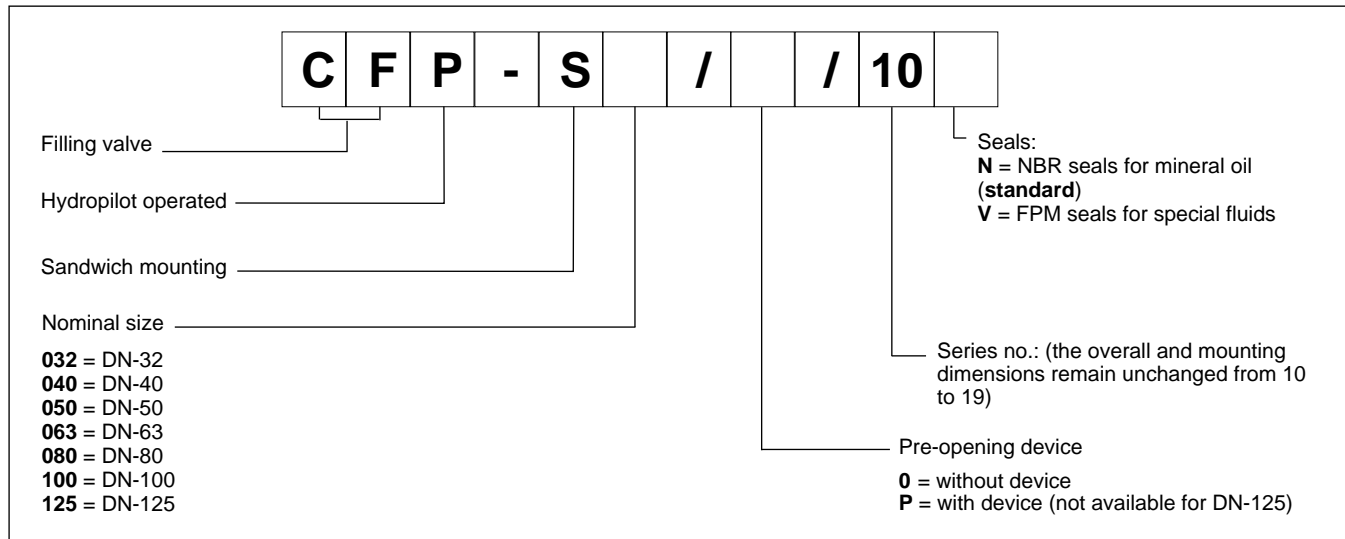 C F P - S / / 10
Filling valve
Hydropilot operated
Sandwich mounting
Nominal size
032 = DN-32
040 = DN-40
050 = DN-50
063 = DN-63
080 = DN-80
100 = DN-100
125 = DN-125
Seals:
N = NBR seals for mineral oil
(standard)
V = FPM seals for special fluids
Series no.: (the overall and mounting
dimensions remain unchanged from 10
to 19)
Pre-opening device
0 = without device
P = with device (not available for DN-125)